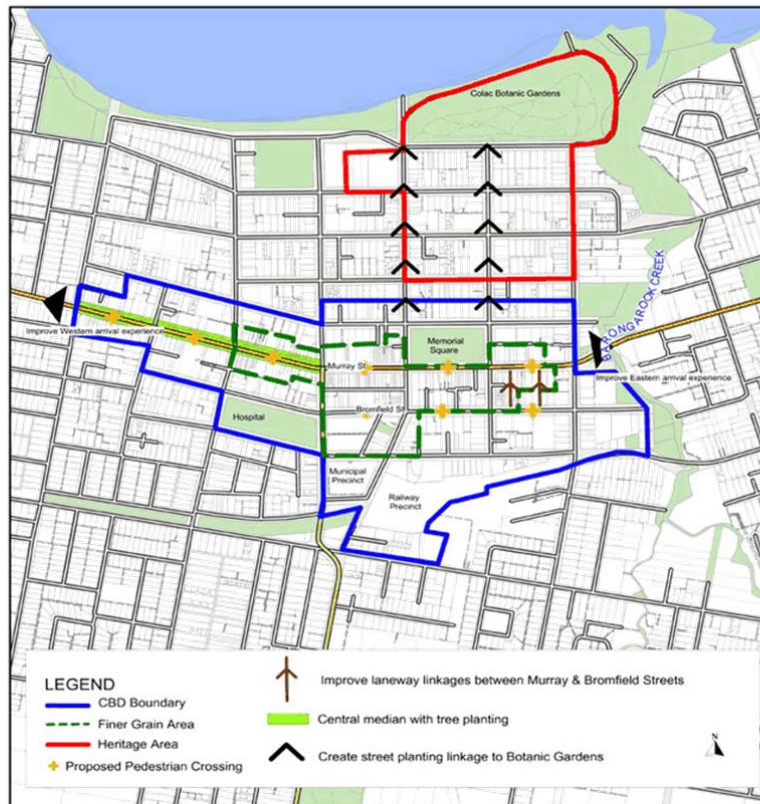 Colac Botanic Gardens
BARONGAROOK CREEK
Improve Western arrival experience
Memorial
Square
Murray St
Improve Eastern arrival experience
Bromfield St
Hospital
Municipal
Precinct
Railway
Precinct
LEGEND
CBD Boundary
Finer Grain Area
Heritage Area
Proposed Pedestrian Crossing
Improve laneway linkages between Murray & Bromfield Streets
Central median with tree planting
Create street planting linkage to Botanic Gardens
N